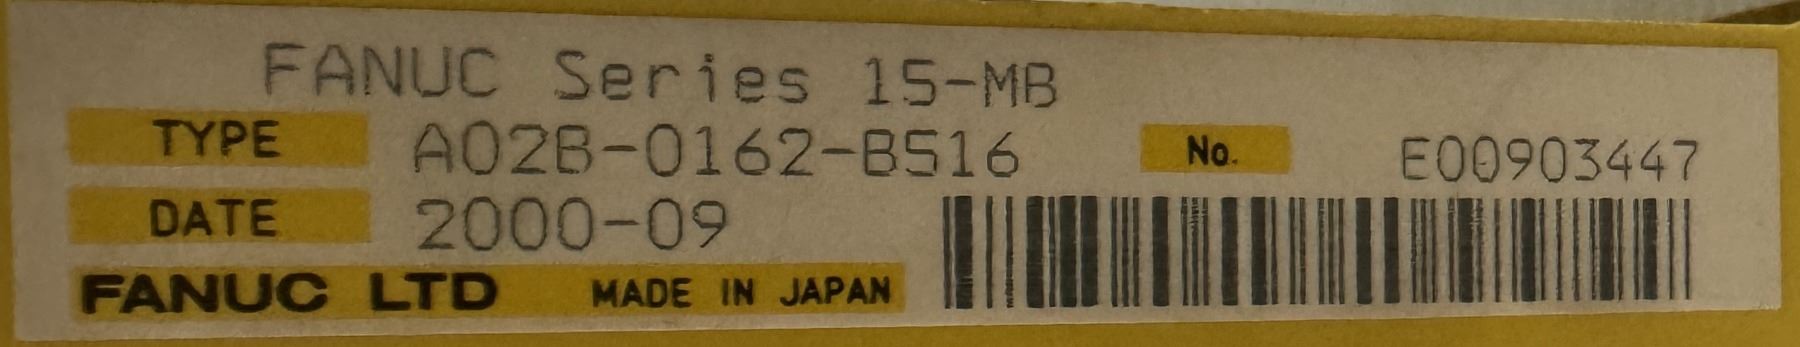 FANUC Series 15-MB
TYPE A02B-0162-B516 No. E00903447
DATE 2000-09
FANUC LTD MADE IN JAPAN